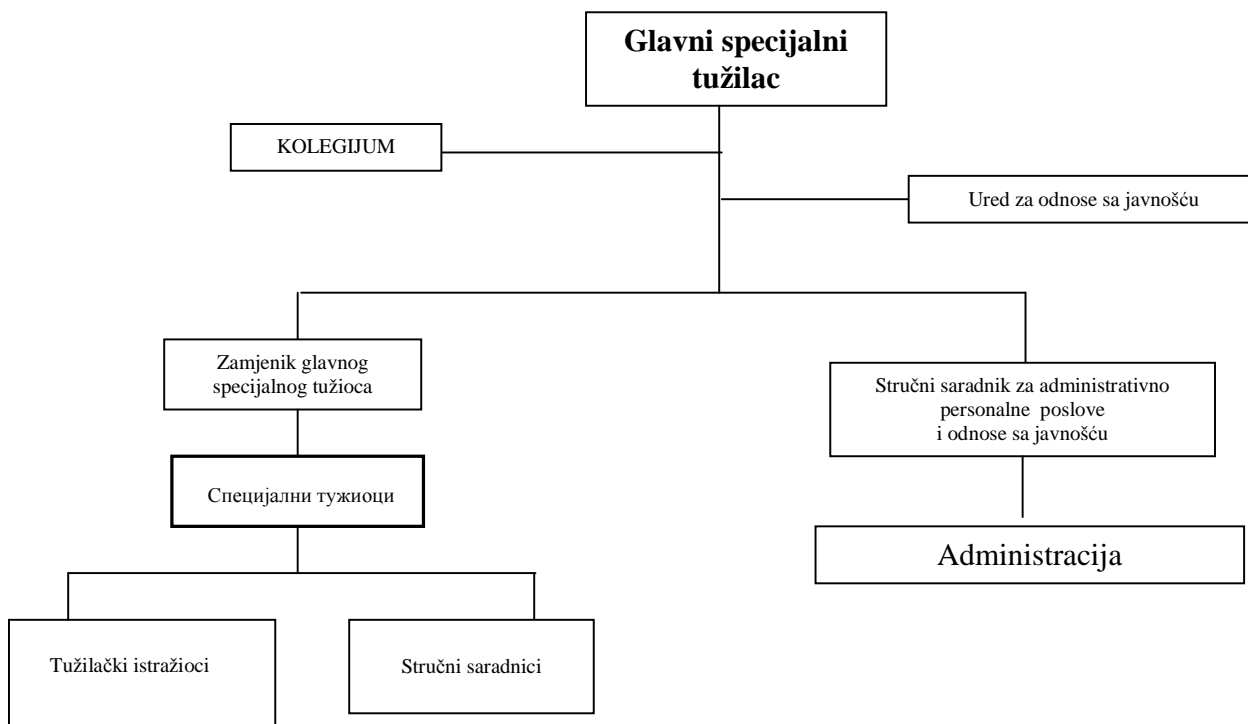 Glavni specijalni
tužilac
KOLEGIJUM
Ured za odnose sa javnošću
Zamjenik glavnog
specijalnog tužioca
Stručni saradnik za administrativno
personalne poslove
i odnose sa javnošću
Специјални тужиоци
Administracija
Tužilački istražioci
Stručni saradnici